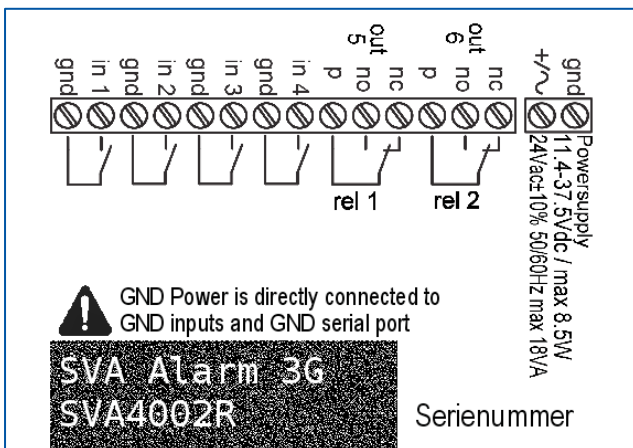 out 5
out 6
gnd in 1 gnd in 2 gnd in 3 gnd in 4 p no nc p no nc +/~ gnd
rel 1 rel 2
Powersupply
11.4-37.5Vdc / max 8.5W
24Vac±10% 50/60Hz max 18VA
GND Power is directly connected to
GND inputs and GND serial port
SVA Alarm 3G
SVA4002R
Serienummer